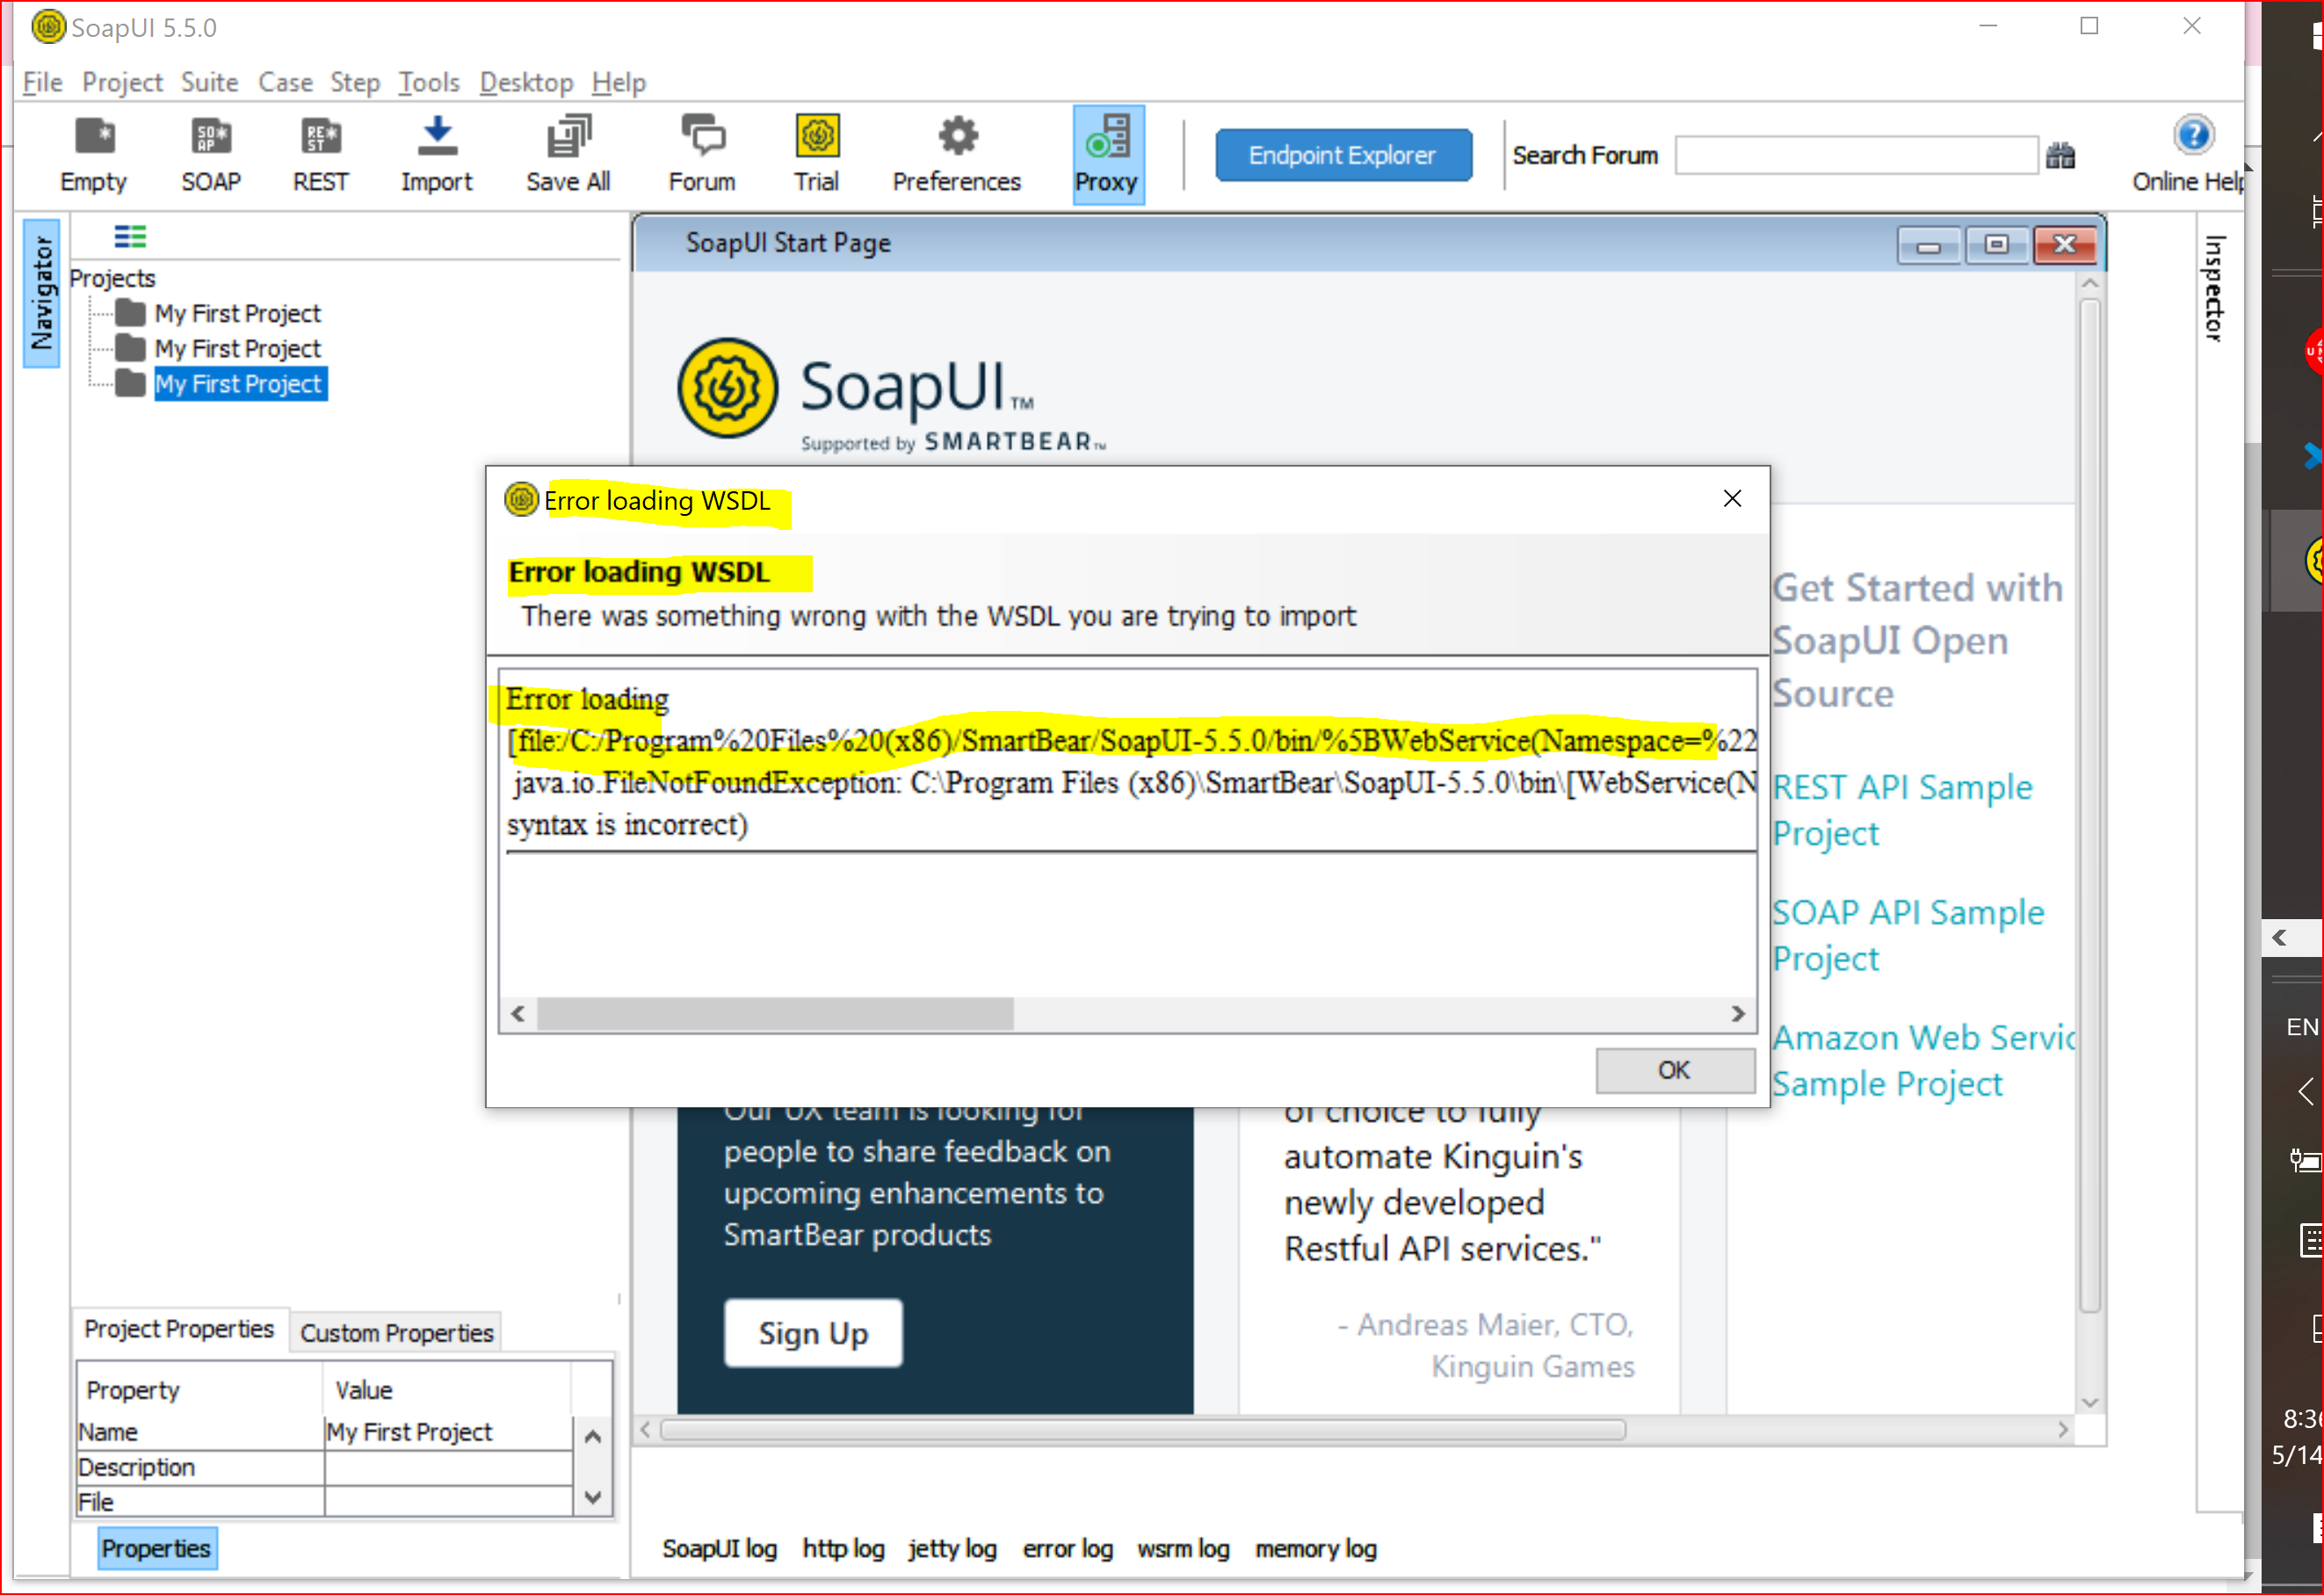 SoapUI 5.5.0
File Project Suite Case Step Tools Desktop Help
Empty SOAP REST Import Save All Forum Trial Preferences Proxy Endpoint Explorer Search Forum Online Help
Navigator
Projects
My First Project
My First Project
My First Project
SoapUI Start Page
Inspector
SoapUI™
Supported by SMARTBEAR™
Error loading WSDL
Error loading WSDL
There was something wrong with the WSDL you are trying to import
Error loading
[file:/C:/Program%20Files%20(x86)/SmartBear/SoapUI-5.5.0/bin/%5BWebService(Namespace=%22
java.io.FileNotFoundException: C:\Program Files (x86)\SmartBear\SoapUI-5.5.0\bin\[WebService(N
syntax is incorrect)
OK
Get Started with
SoapUI Open
Source
REST API Sample
Project
SOAP API Sample
Project
Amazon Web Servic
Sample Project
Our UX team is looking for
people to share feedback on
upcoming enhancements to
SmartBear products
Sign Up
of choice to fully
automate Kinguin's
newly developed
Restful API services."
- Andreas Maier, CTO,
Kinguin Games
Project Properties Custom Properties
Property Value
Name My First Project
Description
File
Properties
SoapUI log http log jetty log error log wsrm log memory log
EN
8:36
5/14